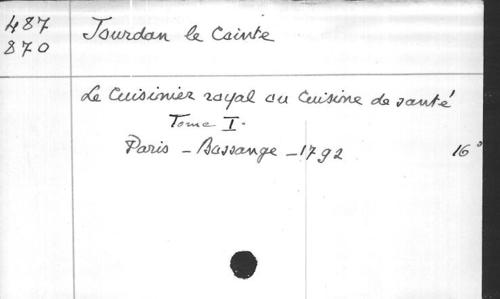 487 Jourdan le Cointe
870
Le Cuisinier royal ou Cuisine de santé
Tome I.
Paris - Bassange - 1792 16°